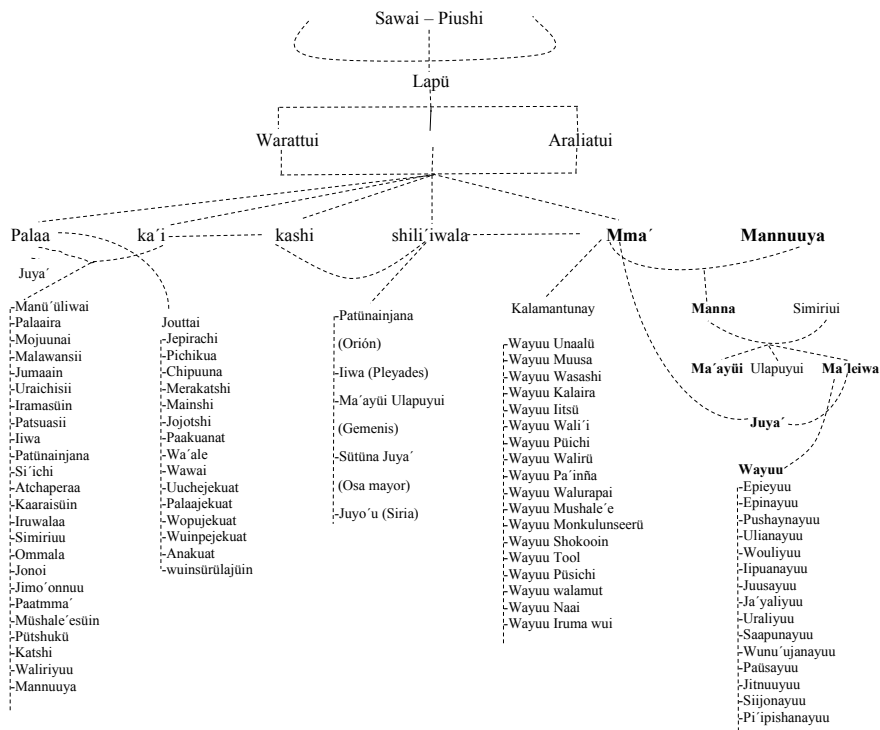 Sawai – Piushi
Lapü
Warattui
Araliatui
Palaa
ka´i
kashi
shili´iwala
Mma´
Mannuuya
Juya´
-Manü´üliwai
-Palaaira
-Mojuunai
-Malawansii
-Jumaain
-Uraichisii
-Iramasüin
-Patsuasii
-Iiwa
-Patünainjana
-Si´ichi
-Atchaperaa
-Kaaraisüin
-Iruwalaa
-Simiriuu
-Ommala
-Jonoi
-Jimo´onnuu
-Paatmma´
-Müshale´esüin
-Pütshukü
-Katshi
-Waliriyuu
-Mannuuya
Jouttai
-Jepirachi
-Pichikua
-Chipuuna
-Merakatshi
-Mainshi
-Jojotshi
-Paakuanat
-Wa´ale
-Wawai
-Uuchejekuat
-Palaajekuat
-Wopujekuat
-Wuinpejekuat
-Anakuat
-wuinsürülajüin
-Patünainjana
(Orión)
-Iiwa (Pleyades)
-Ma´ayüi Ulapuyui
(Gemenis)
-Sütüna Juya´
(Osa mayor)
-Juyo´u (Siria)
Kalamantunay
-Wayuu Unaalü
-Wayuu Muusa
-Wayuu Wasashi
-Wayuu Kalaira
-Wayuu Iitsü
-Wayuu Wali´i
-Wayuu Püichi
-Wayuu Walirü
-Wayuu Pa´inña
-Wayuu Walurapai
-Wayuu Mushale´e
-Wayuu Monkulunseerü
-Wayuu Shokooin
-Wayuu Tool
-Wayuu Püsichi
-Wayuu walamut
-Wayuu Naai
-Wayuu Iruma wui
Manna
Simiriui
Ma´ayüi
Ulapuyui
Ma´leiwa
Juya´
Wayuu
-Epieyuu
-Epinayuu
-Pushaynayuu
-Ulianayuu
-Wouliyuu
-Iipuanayuu
-Juusayuu
-Ja´yaliyuu
-Uraliyuu
-Saapunayuu
-Wunu´ujanayuu
-Paüsayuu
-Jitnuuyuu
-Siijonayuu
-Pi´ipishanayuu